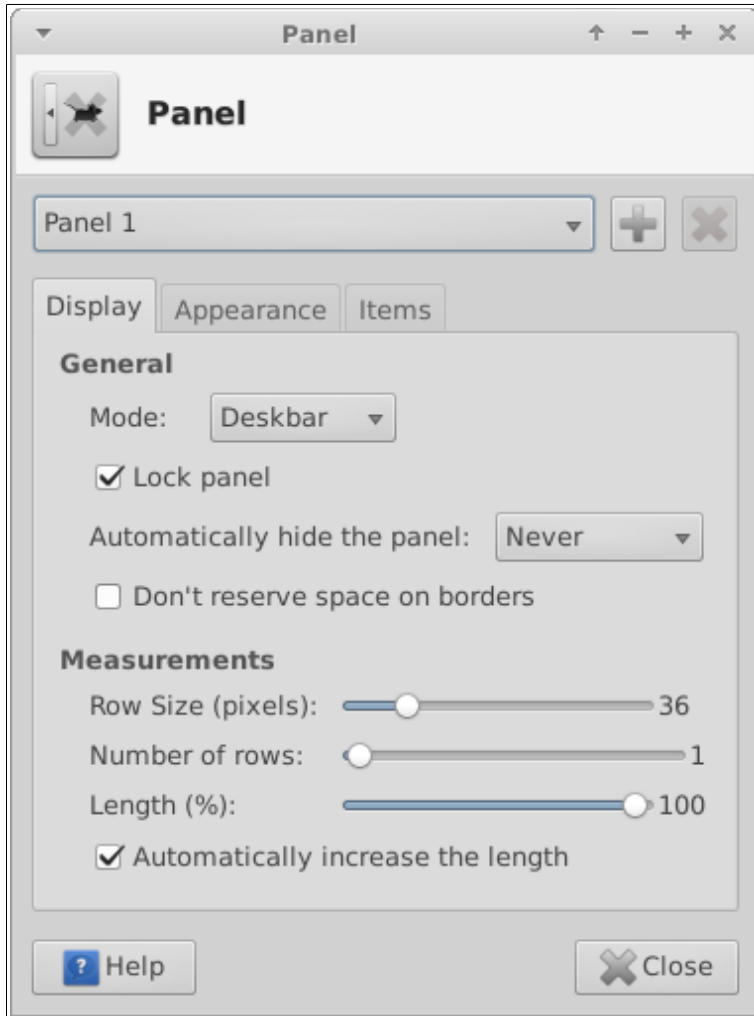 Panel
Panel
Panel 1
Display Appearance Items
General
Mode: Deskbar
Lock panel
Automatically hide the panel: Never
Don't reserve space on borders
Measurements
Row Size (pixels): 36
Number of rows: 1
Length (%): 100
Automatically increase the length
? Help Close